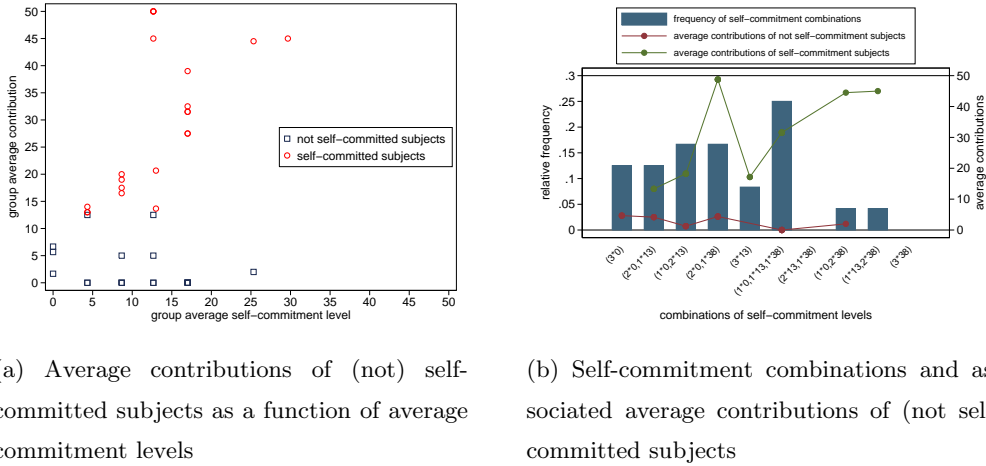 group average contribution
50
45
40
35
30
25
20
15
10
5
0
not self−committed subjects
self−committed subjects
0 5 10 15 20 25 30 35 40 45 50
group average self−commitment level
frequency of self−commitment combinations
average contributions of not self−commitment subjects
average contributions of self−commitment subjects
relative frequency
.3
.25
.2
.15
.1
.05
0
50
40
30
20
10
0
average contributions
(3*0)
(2*0,1*13)
(1*0,2*13)
(2*0,1*38)
(3*13)
(1*0,1*13,1*38)
(2*13,1*38)
(1*0,2*38)
(1*13,2*38)
(3*38)
combinations of self−commitment levels
a) Average contributions of (not) self-
committed subjects as a function of average
commitment levels
(b) Self-commitment combinations and as
sociated average contributions of (not sel
committed subjects